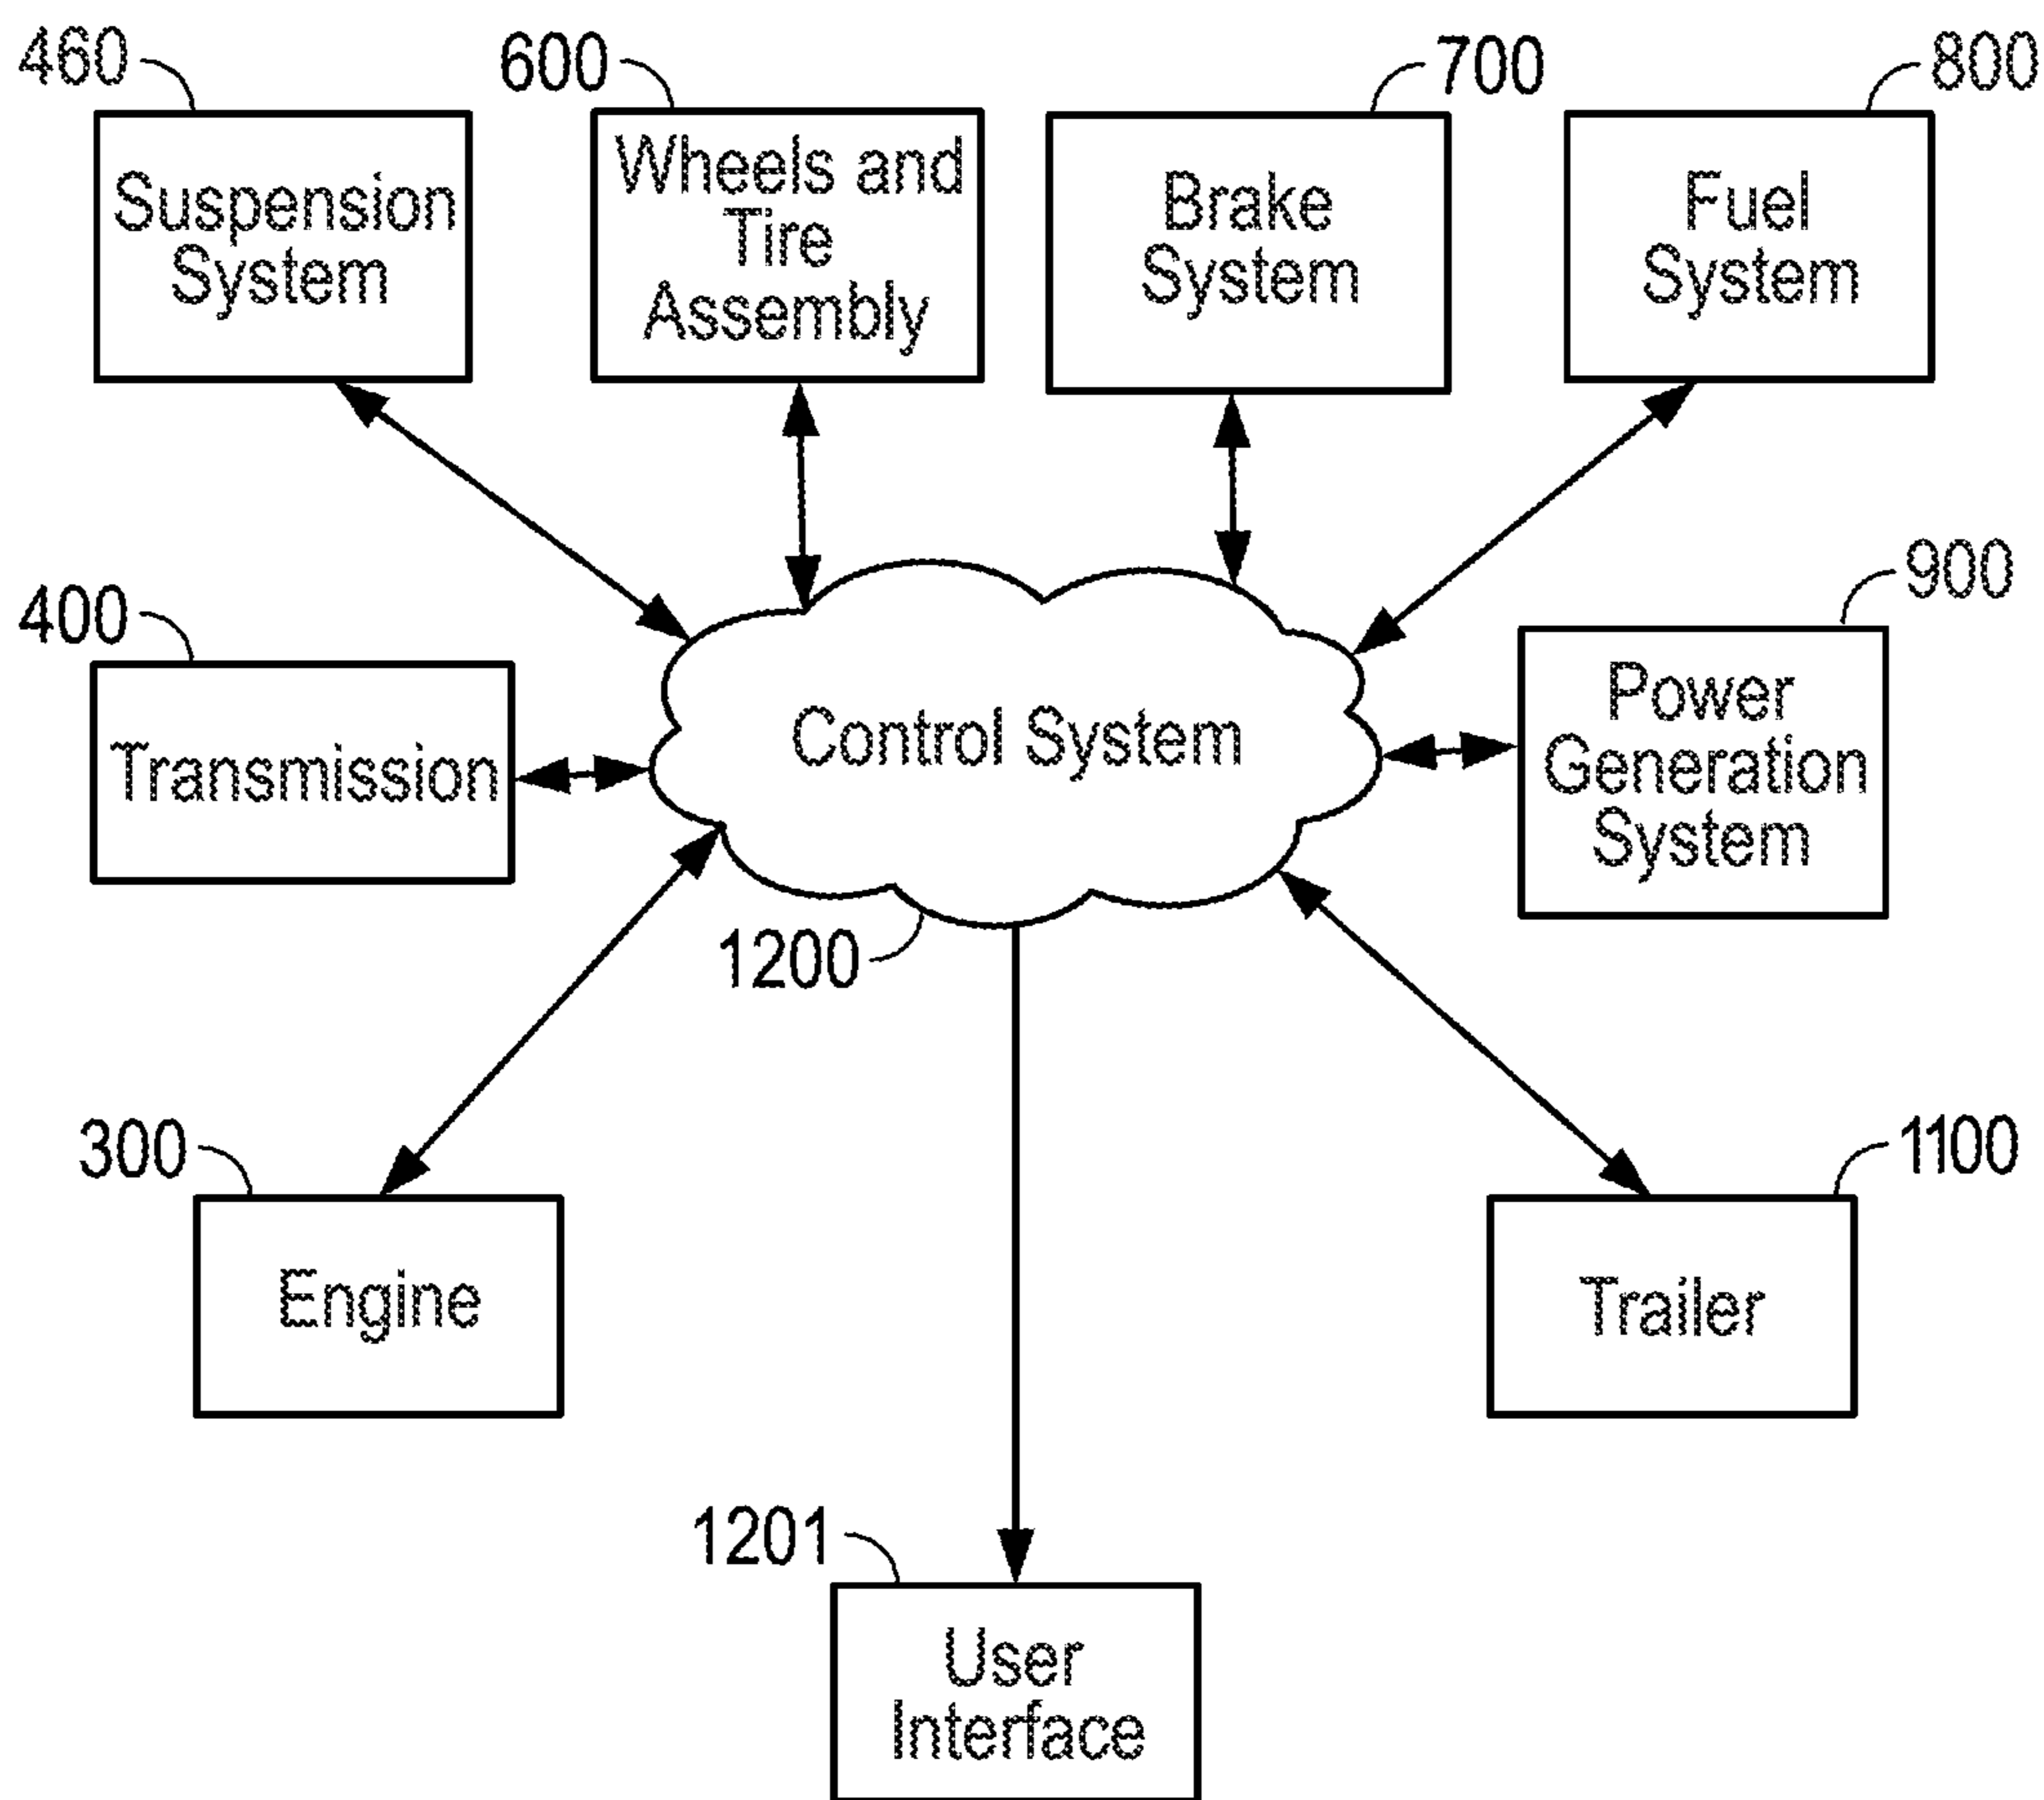 460
600
700
800
Suspension
System
Wheels and
Tire
Assembly
Brake
System
Fuel
System
400
900
Transmission
Control System
Power
Generation
System
1200
300
1100
Engine
Trailer
1201
User
Interface